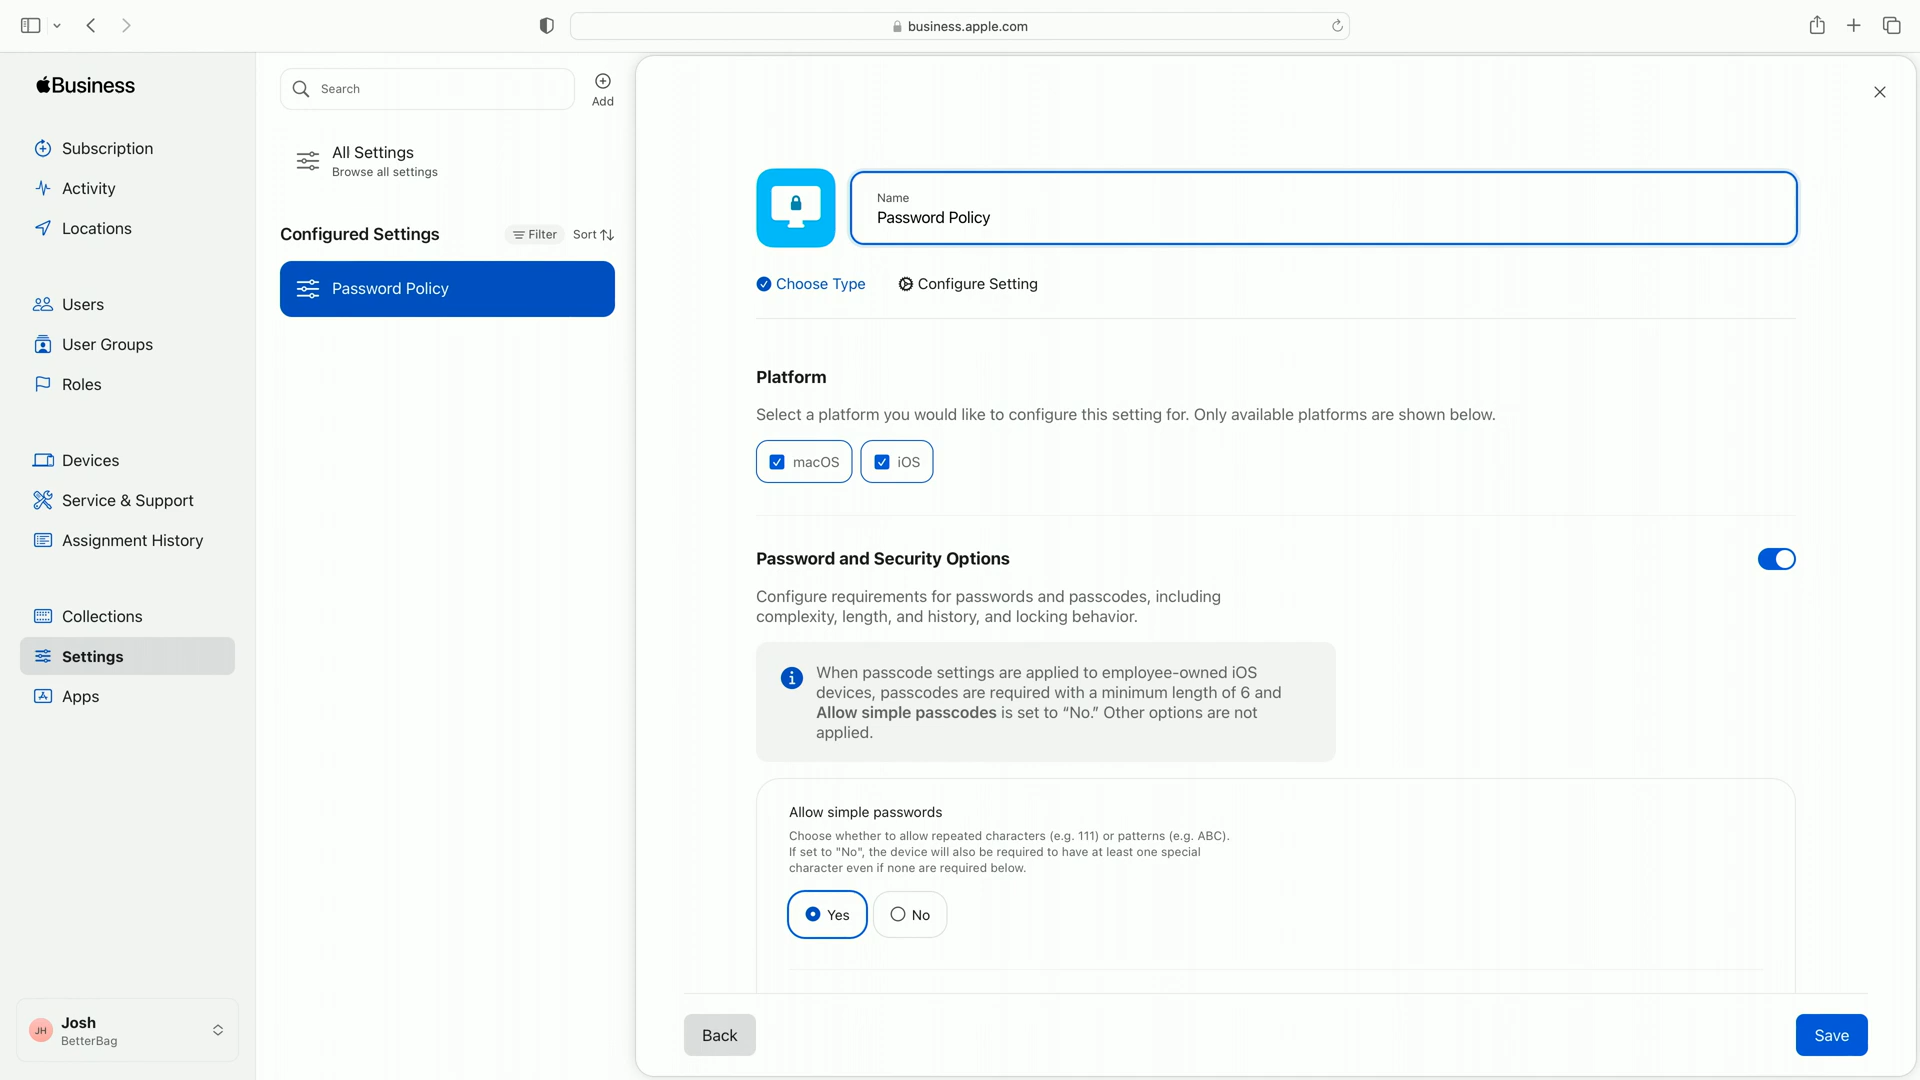 business.apple.com
Business
Subscription
Activity
Locations
Users
User Groups
Roles
Devices
Service & Support
Assignment History
Collections
Settings
Apps
JH
Josh
BetterBag
Search
Add
All Settings
Browse all settings
Configured Settings
Filter
Sort
Password Policy
Name
Password Policy
Choose Type
Configure Setting
Platform
Select a platform you would like to configure this setting for. Only available platforms are shown below.
macOS
iOS
Password and Security Options
Configure requirements for passwords and passcodes, including
complexity, length, and history, and locking behavior.
When passcode settings are applied to employee-owned iOS
devices, passcodes are required with a minimum length of 6 and
Allow simple passcodes is set to “No.” Other options are not
applied.
Allow simple passwords
Choose whether to allow repeated characters (e.g. 111) or patterns (e.g. ABC).
If set to "No", the device will also be required to have at least one special
character even if none are required below.
Yes
No
Back
Save